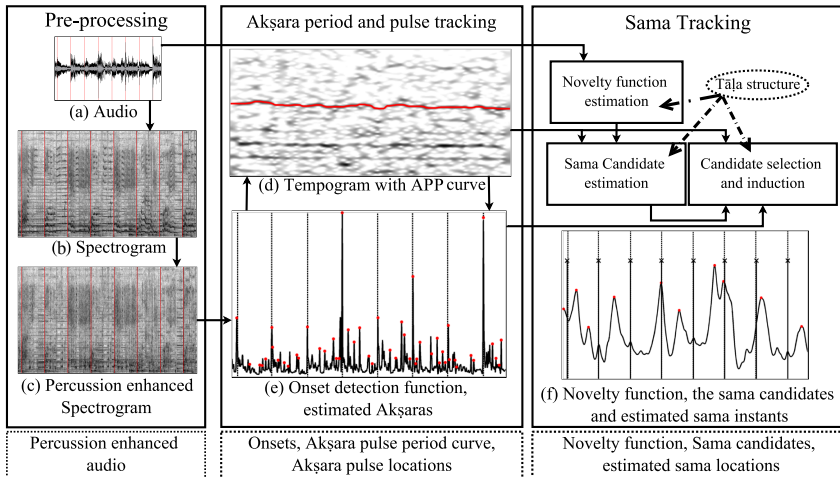 Pre-processing
(a) Audio
(b) Spectrogram
(c) Percussion enhanced
Spectrogram
Percussion enhanced
audio
Akṣara period and pulse tracking
(d) Tempogram with APP curve
(e) Onset detection function,
estimated Akṣaras
Onsets, Akṣara pulse period curve,
Akṣara pulse locations
Sama Tracking
Novelty function
estimation
Tāḷa structure
Sama Candidate
estimation
Candidate selection
and induction
(f) Novelty function, the sama candidates
and estimated sama instants
Novelty function, Sama candidates,
estimated sama locations